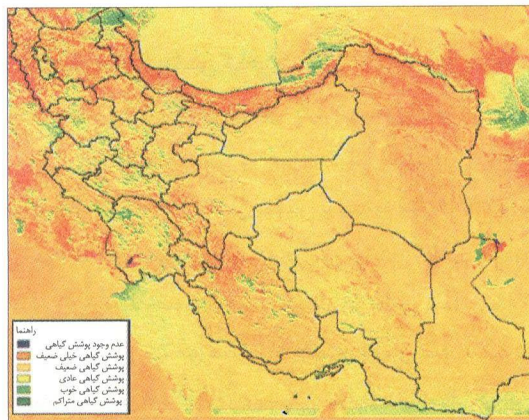 راهنما
عدم وجود پوشش گیاهی
پوشش گیاهی خیلی ضعیف
پوشش گیاهی ضعیف
پوشش گیاهی عادی
پوشش گیاهی خوب
پوشش گیاهی متراکم